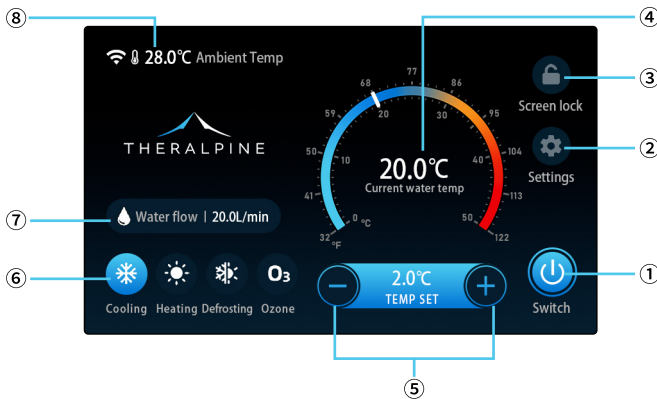 ⑧
④
28.0℃ Ambient Temp
③
Screen lock
②
Settings
THERALPINE
32 41 50 59 68 77 86 95 104 113 122
°F
0 10 20 30 40 50
°C
20.0℃
Current water temp
⑦
Water flow | 20.0L/min
⑥
O₃
Cooling Heating Defrosting Ozone
2.0℃
TEMP SET
①
Switch
⑤